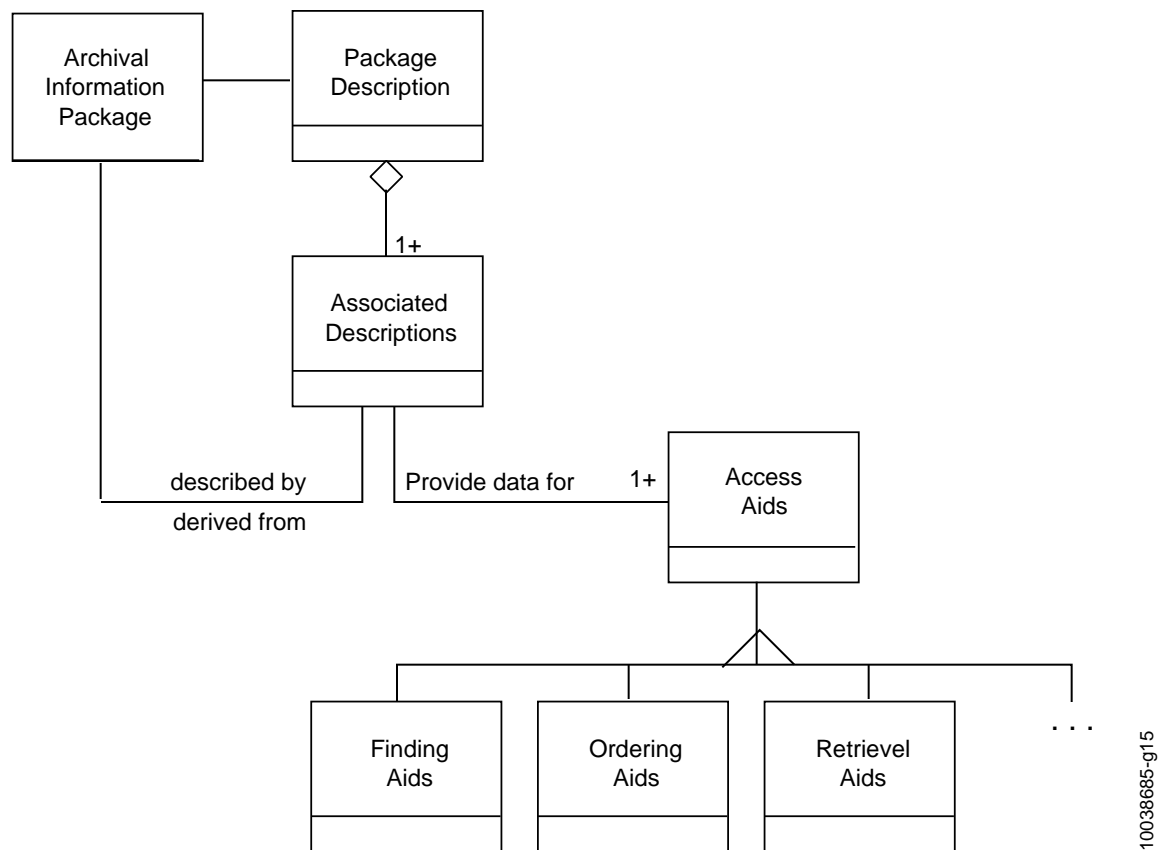 Archival
Information
Package
Package
Description
1+
Associated
Descriptions
described by
derived from
Provide data for
1+
Access
Aids
Finding
Aids
Ordering
Aids
Retrievel
Aids
. . .
10038685-g15